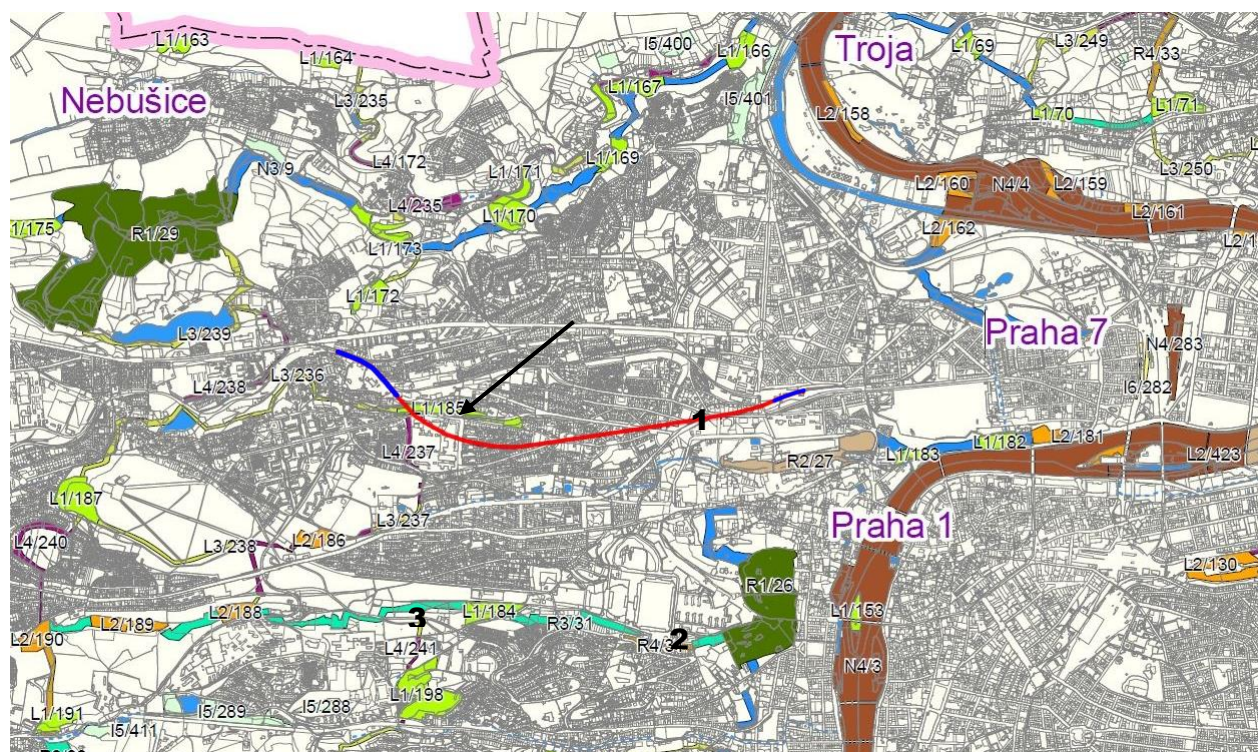 L1/163
L1/164
I5/400
L1/166
Troja
L1/69
L3/249
R4/33
Nebušice
L3/235
L1/167
I5/401
L2/158
L1/70
L1/71
L4/172
L1/169
L3/250
N3/9
L1/171
L4/235
L1/170
L2/160
N4/4
L2/159
L2/161
1/175
R1/29
L1/173
L2/162
L1/172
L3/239
Praha 7
N4/283
L4/238
L3/236
I6/282
L1/185
1
L4/237
R2/27
L1/183
L1/182
L2/181
L2/423
L1/187
L3/237
Praha 1
L4/240
L3/238
L2/186
L2/130
R1/26
L2/190
L2/189
L2/188
3
L1/184
R3/31
R4/3
2
L1/153
L4/241
N4/3
L1/198
L1/191
I5/411
I5/289
I5/288